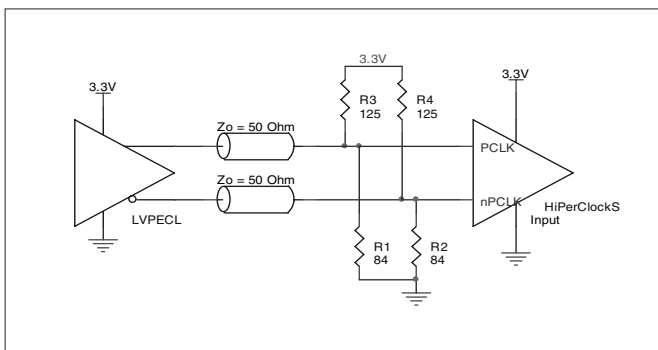 3.3V
3.3V
3.3V
R3
125
R4
125
Zo = 50 Ohm
PCLK
Zo = 50 Ohm
nPCLK
HiPerClockS
Input
LVPECL
R1
84
R2
84